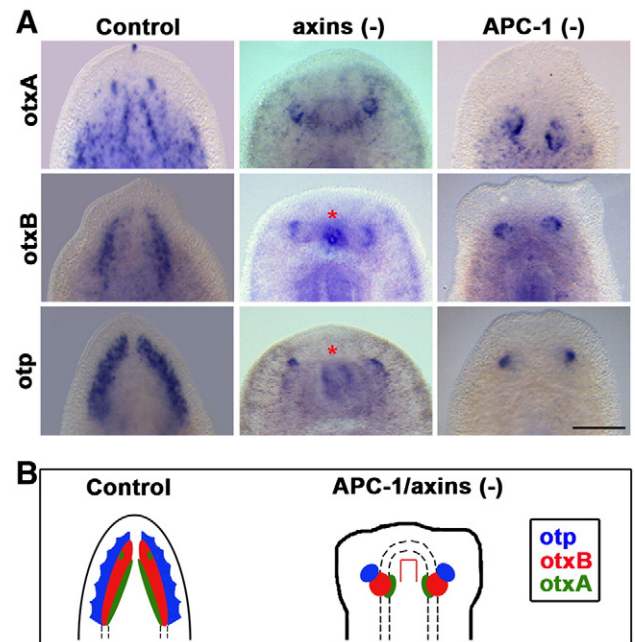 A
Control axins (-) APC-1 (-)
otxA
otxB
*
otp
*
B
Control APC-1/axins (-)
otp
otxB
otxA